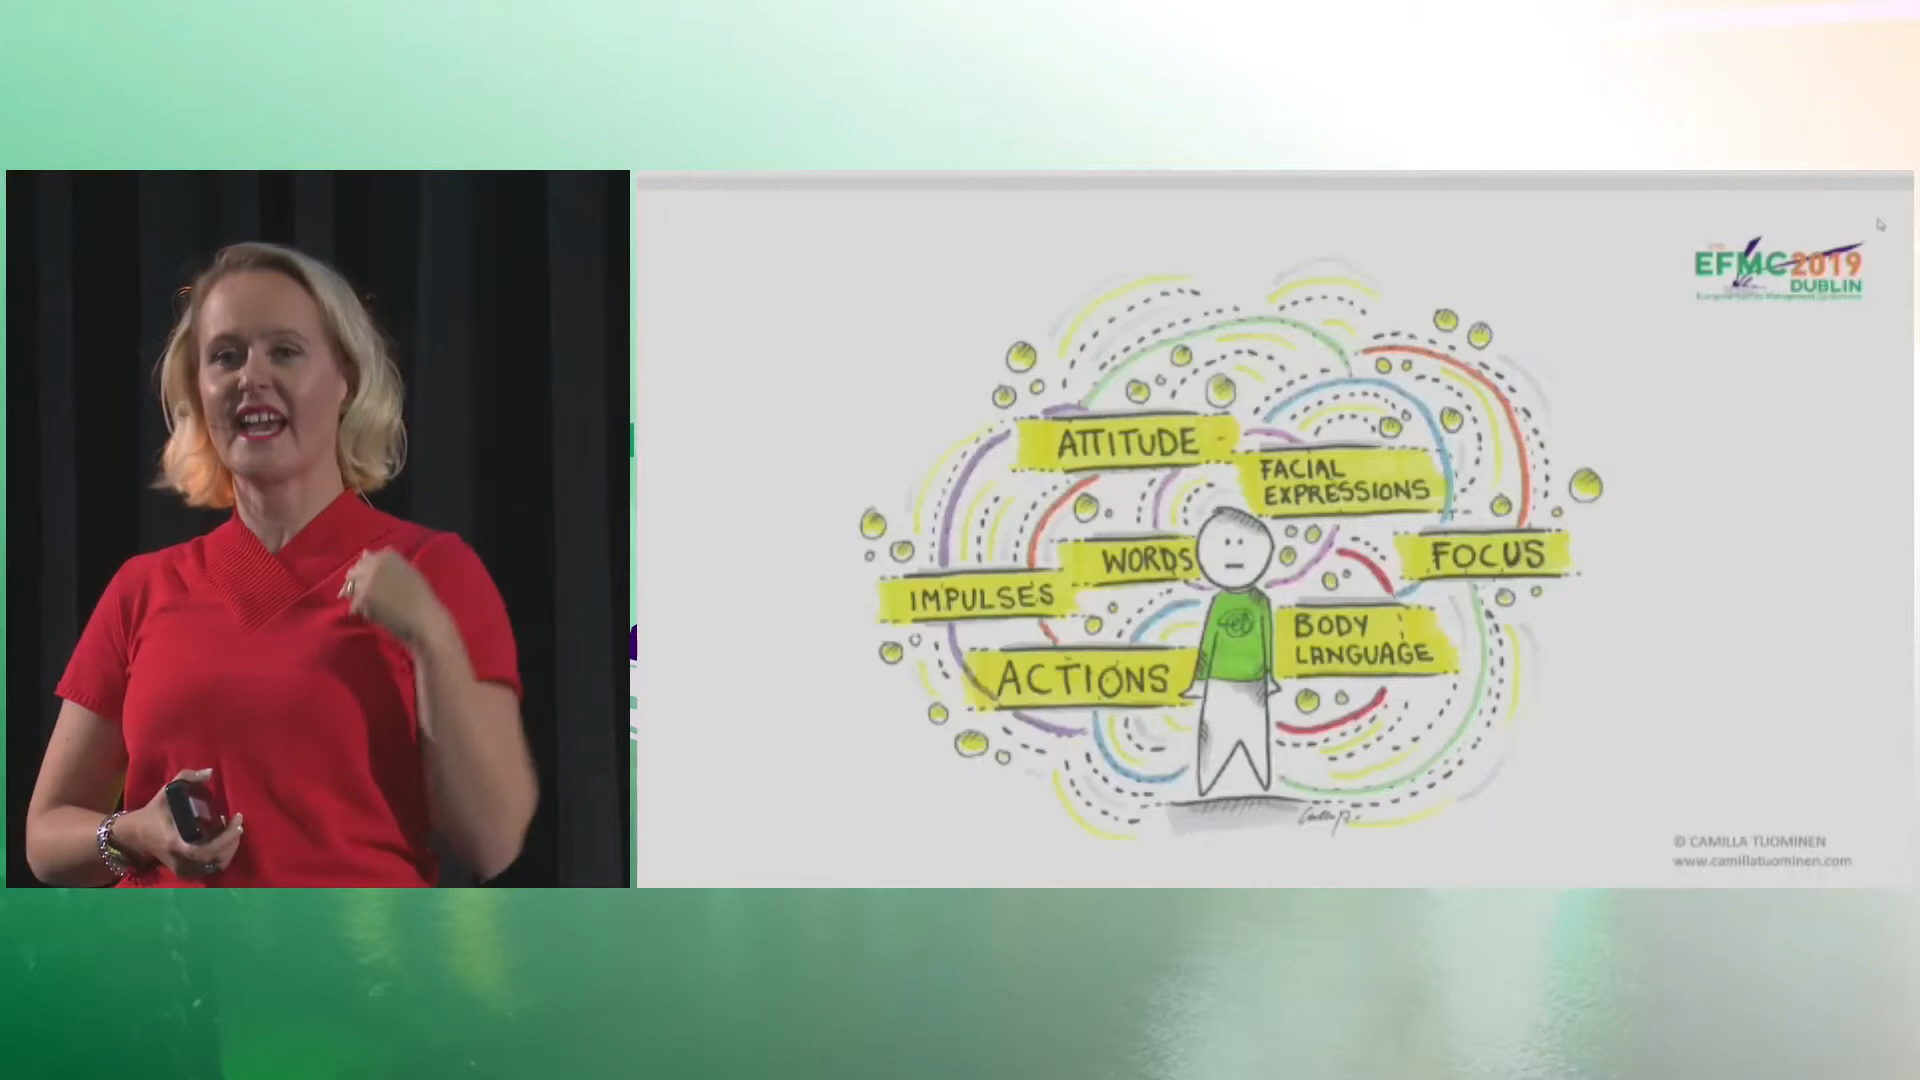 EFMC2019
DUBLIN
ATTITUDE
FACIAL
EXPRESSIONS
WORDS
FOCUS
IMPULSES
BODY
LANGUAGE
ACTIONS
© CAMILLA TUOMINEN
www.camillatuominen.com